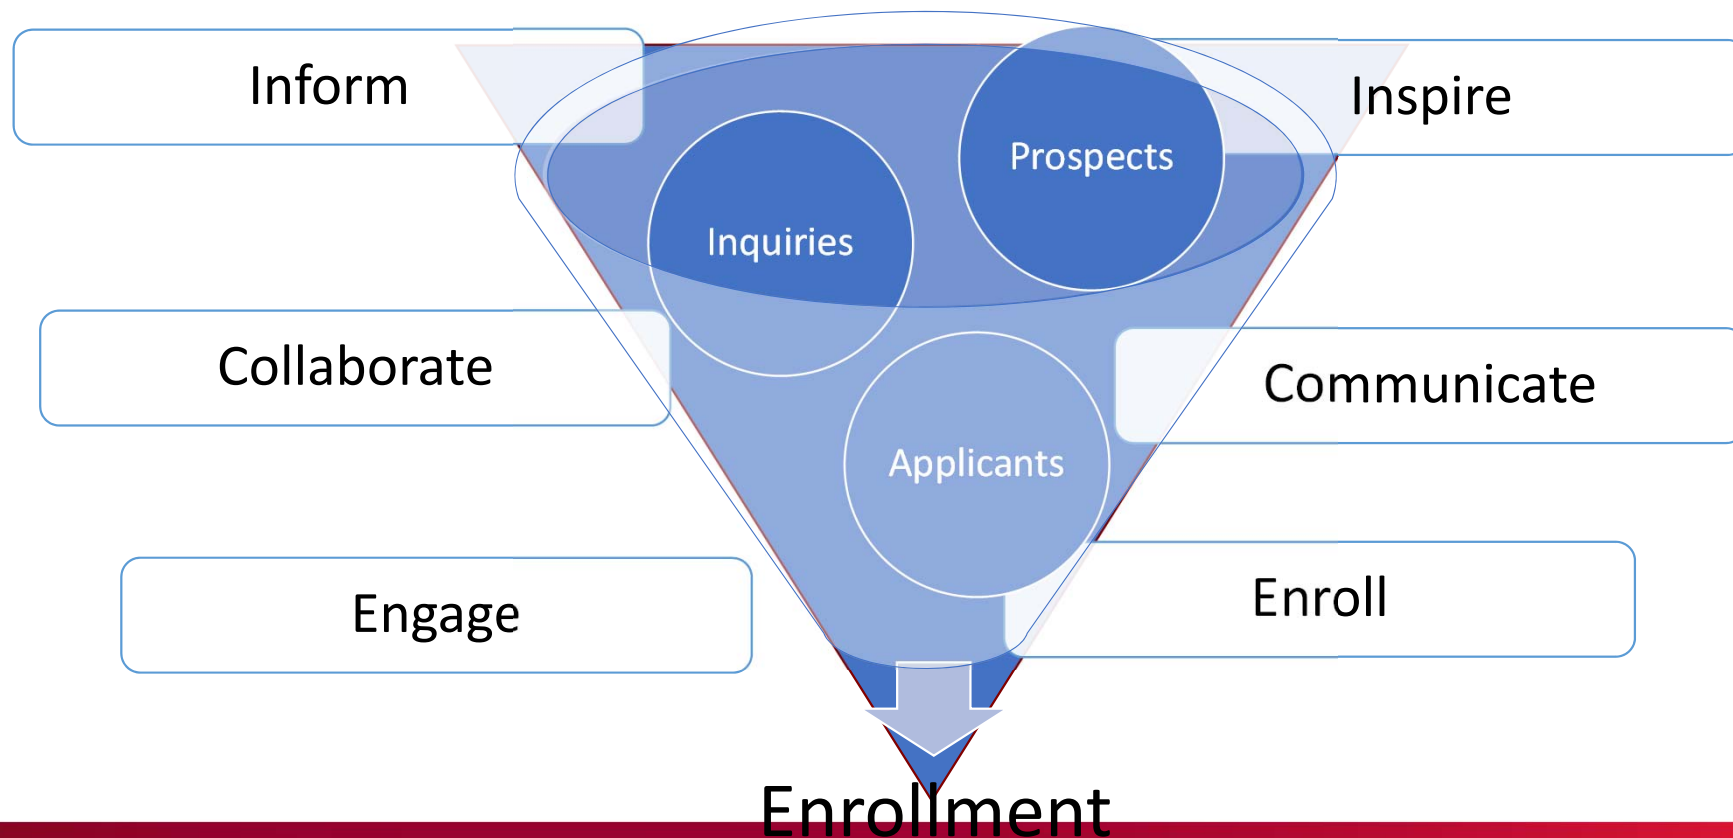 Inform
Inspire
Prospects
Inquiries
Collaborate
Communicate
Applicants
Engage
Enroll
Enrollment